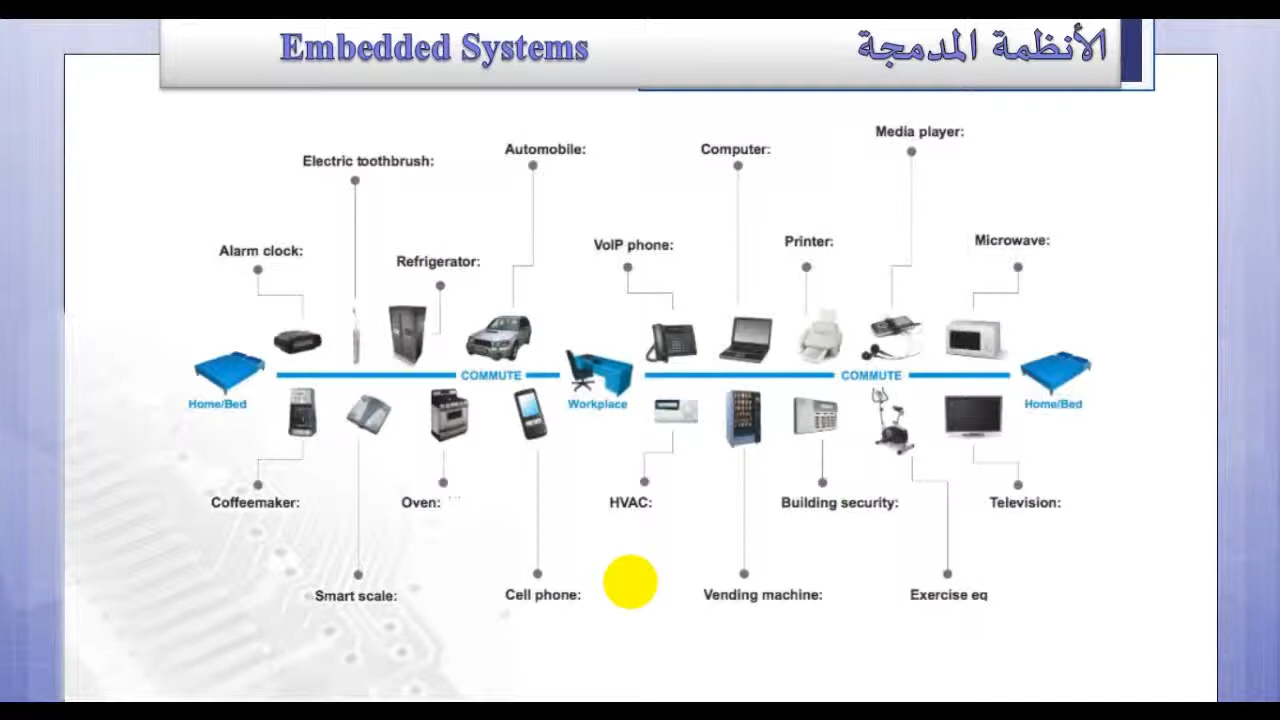 Embedded Systems
الأنظمة المدمجة
Media player:
Automobile:
Computer:
Electric toothbrush:
Alarm clock:
Refrigerator:
VoIP phone:
Printer:
Microwave:
COMMUTE
COMMUTE
Home/Bed
Workplace
Home/Bed
Coffeemaker:
Oven:
HVAC:
Building security:
Television:
Smart scale:
Cell phone:
Vending machine:
Exercise eq